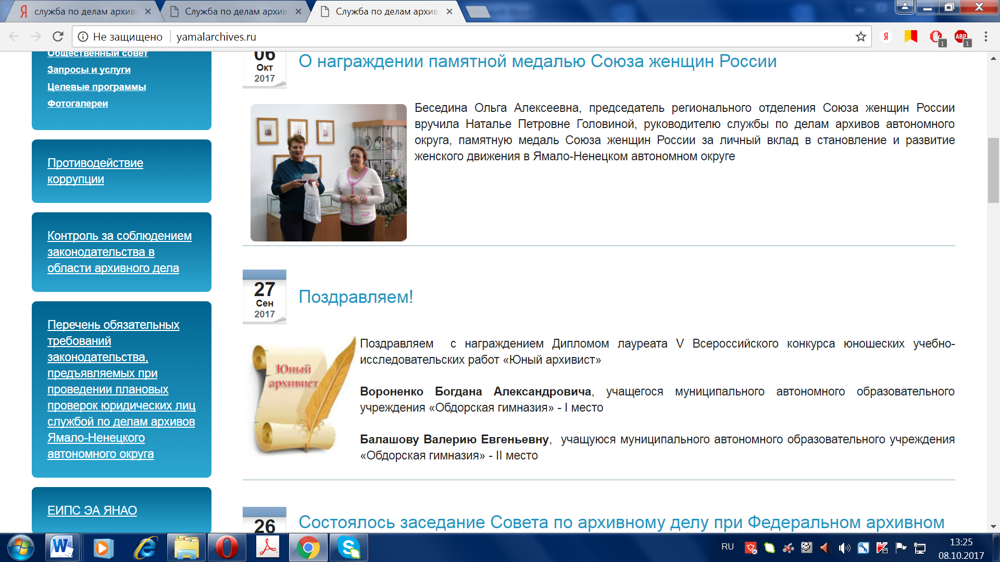 служба по делам архив
Служба по делам архив
Служба по делам архив
Не защищено
yamalarchives.ru
Я
ABP
1
1
Общественный совет
Запросы и услуги
Целевые программы
Фотогалереи
Противодействие
коррупции
Контроль за соблюдением
законодательства в
области архивного дела
Перечень обязательных
требований
законодательства,
предъявляемых при
проведении плановых
проверок юридических лиц
службой по делам архивов
Ямало-Ненецкого
автономного округа
ЕИПС ЭА ЯНАО
06
Окт
2017
О награждении памятной медалью Союза женщин России
Беседина Ольга Алексеевна, председатель регионального отделения Союза женщин России
вручила Наталье Петровне Головиной, руководителю службы по делам архивов автономного
округа, памятную медаль Союза женщин России за личный вклад в становление и развитие
женского движения в Ямало-Ненецком автономном округе
27
Сен
2017
Поздравляем!
Юный
архивист
Поздравляем с награждением Дипломом лауреата V Всероссийского конкурса юношеских учебно-
исследовательских работ «Юный архивист»
Вороненко Богдана Александровича, учащегося муниципального автономного образовательного
учреждения «Обдорская гимназия» - I место
Балашову Валерию Евгеньевну, учащуюся муниципального автономного образовательного учреждения
«Обдорская гимназия» - II место
26
Состоялось заседание Совета по архивному делу при Федеральном архивном
RU
13:25
08.10.2017